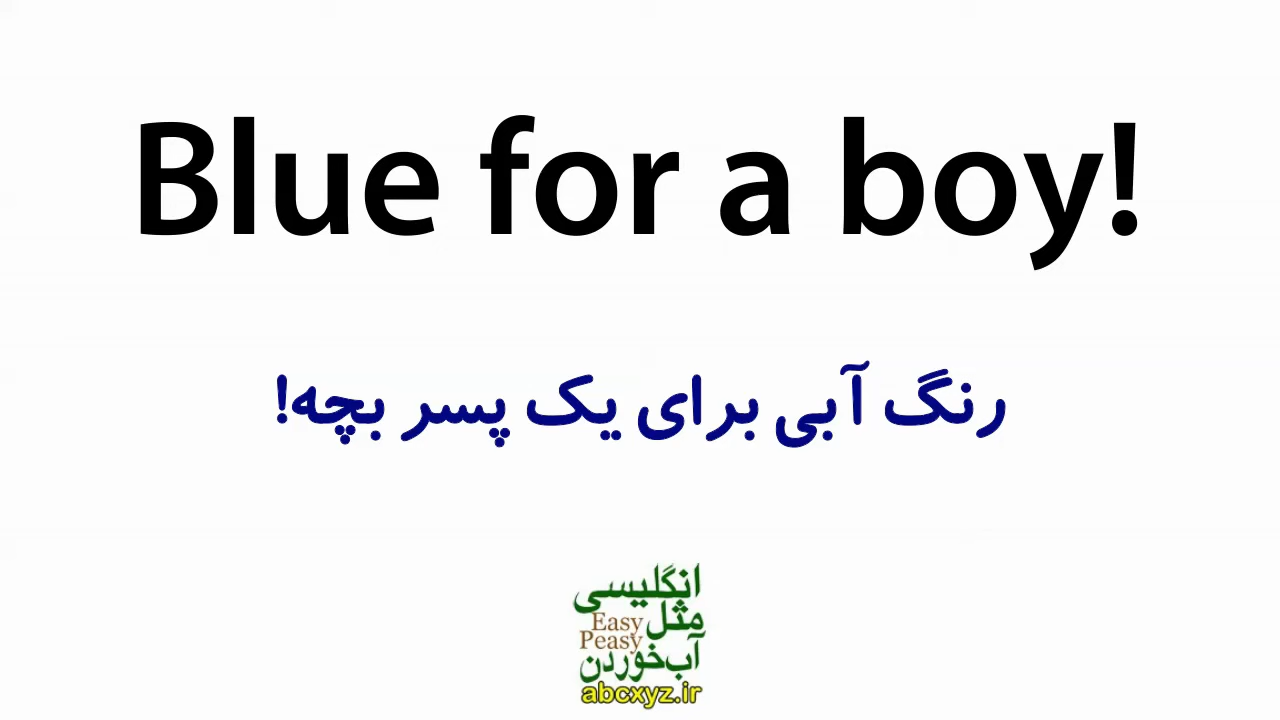 Blue for a boy!
رنگ آبی برای یک پسر بچه!
انگلیسی
مثل Easy
Peasy
آب‌خوردن
abcxyz.ir